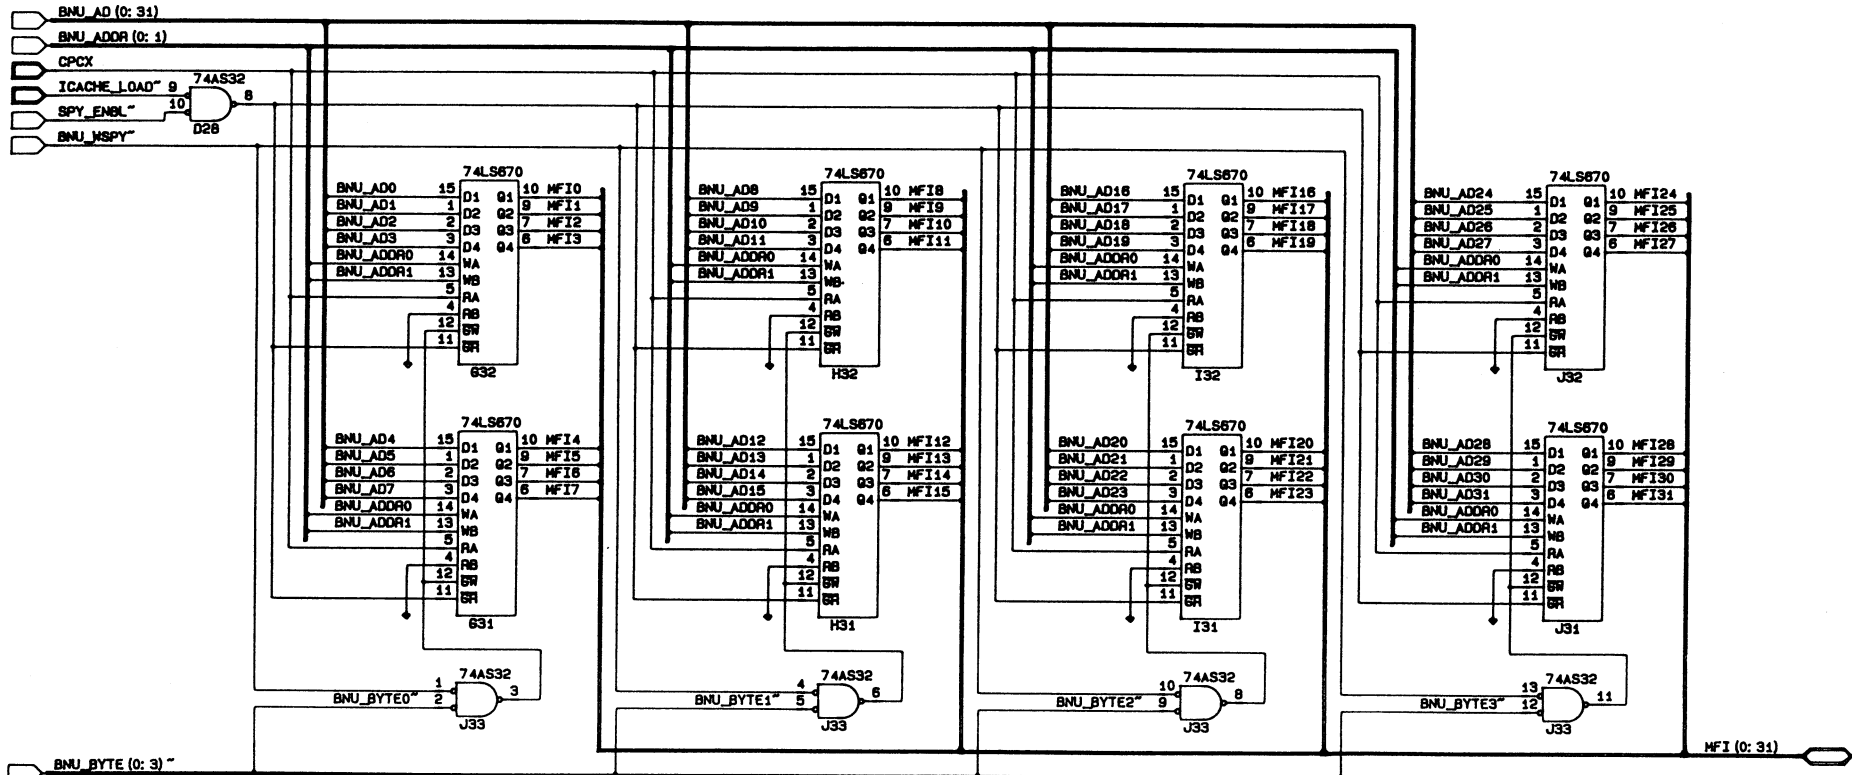 BNU_AD (0: 31)
BNU_ADDR (0: 1)
CPCX
ICACHE_LOAD~ 9
SPY_ENBL~ 10
BNU_WSPY~
74AS32
8
D28
74LS670
BNU_AD0 15 D1 Q1 10 MFI0
BNU_AD1 1 D2 Q2 9 MFI1
BNU_AD2 2 D3 Q3 7 MFI2
BNU_AD3 3 D4 Q4 6 MFI3
BNU_ADDR0 14 WA
BNU_ADDR1 13 WB
5 RA
4 RB
12 GW
11 GR
G32
74LS670
BNU_AD8 15 D1 Q1 10 MFI8
BNU_AD9 1 D2 Q2 9 MFI9
BNU_AD10 2 D3 Q3 7 MFI10
BNU_AD11 3 D4 Q4 6 MFI11
BNU_ADDR0 14 WA
BNU_ADDR1 13 WB
5 RA
4 RB
12 GW
11 GR
H32
74LS670
BNU_AD16 15 D1 Q1 10 MFI16
BNU_AD17 1 D2 Q2 9 MFI17
BNU_AD18 2 D3 Q3 7 MFI18
BNU_AD19 3 D4 Q4 6 MFI19
BNU_ADDR0 14 WA
BNU_ADDR1 13 WB
5 RA
4 RB
12 GW
11 GR
I32
74LS670
BNU_AD24 15 D1 Q1 10 MFI24
BNU_AD25 1 D2 Q2 9 MFI25
BNU_AD26 2 D3 Q3 7 MFI26
BNU_AD27 3 D4 Q4 6 MFI27
BNU_ADDR0 14 WA
BNU_ADDR1 13 WB
5 RA
4 RB
12 GW
11 GR
J32
74LS670
BNU_AD4 15 D1 Q1 10 MFI4
BNU_AD5 1 D2 Q2 9 MFI5
BNU_AD6 2 D3 Q3 7 MFI6
BNU_AD7 3 D4 Q4 6 MFI7
BNU_ADDR0 14 WA
BNU_ADDR1 13 WB
5 RA
4 RB
12 GW
11 GR
G31
74LS670
BNU_AD12 15 D1 Q1 10 MFI12
BNU_AD13 1 D2 Q2 9 MFI13
BNU_AD14 2 D3 Q3 7 MFI14
BNU_AD15 3 D4 Q4 6 MFI15
BNU_ADDR0 14 WA
BNU_ADDR1 13 WB
5 RA
4 RB
12 GW
11 GR
H31
74LS670
BNU_AD20 15 D1 Q1 10 MFI20
BNU_AD21 1 D2 Q2 9 MFI21
BNU_AD22 2 D3 Q3 7 MFI22
BNU_AD23 3 D4 Q4 6 MFI23
BNU_ADDR0 14 WA
BNU_ADDR1 13 WB
5 RA
4 RB
12 GW
11 GR
I31
74LS670
BNU_AD28 15 D1 Q1 10 MFI28
BNU_AD29 1 D2 Q2 9 MFI29
BNU_AD30 2 D3 Q3 7 MFI30
BNU_AD31 3 D4 Q4 6 MFI31
BNU_ADDR0 14 WA
BNU_ADDR1 13 WB
5 RA
4 RB
12 GW
11 GR
J31
74AS32
1
BNU_BYTE0~ 2
3
J33
74AS32
4
BNU_BYTE1~ 5
6
J33
74AS32
10
BNU_BYTE2~ 9
8
J33
74AS32
13
BNU_BYTE3~ 12
11
J33
MFI (0: 31)
BNU_BYTE (0: 3) ~